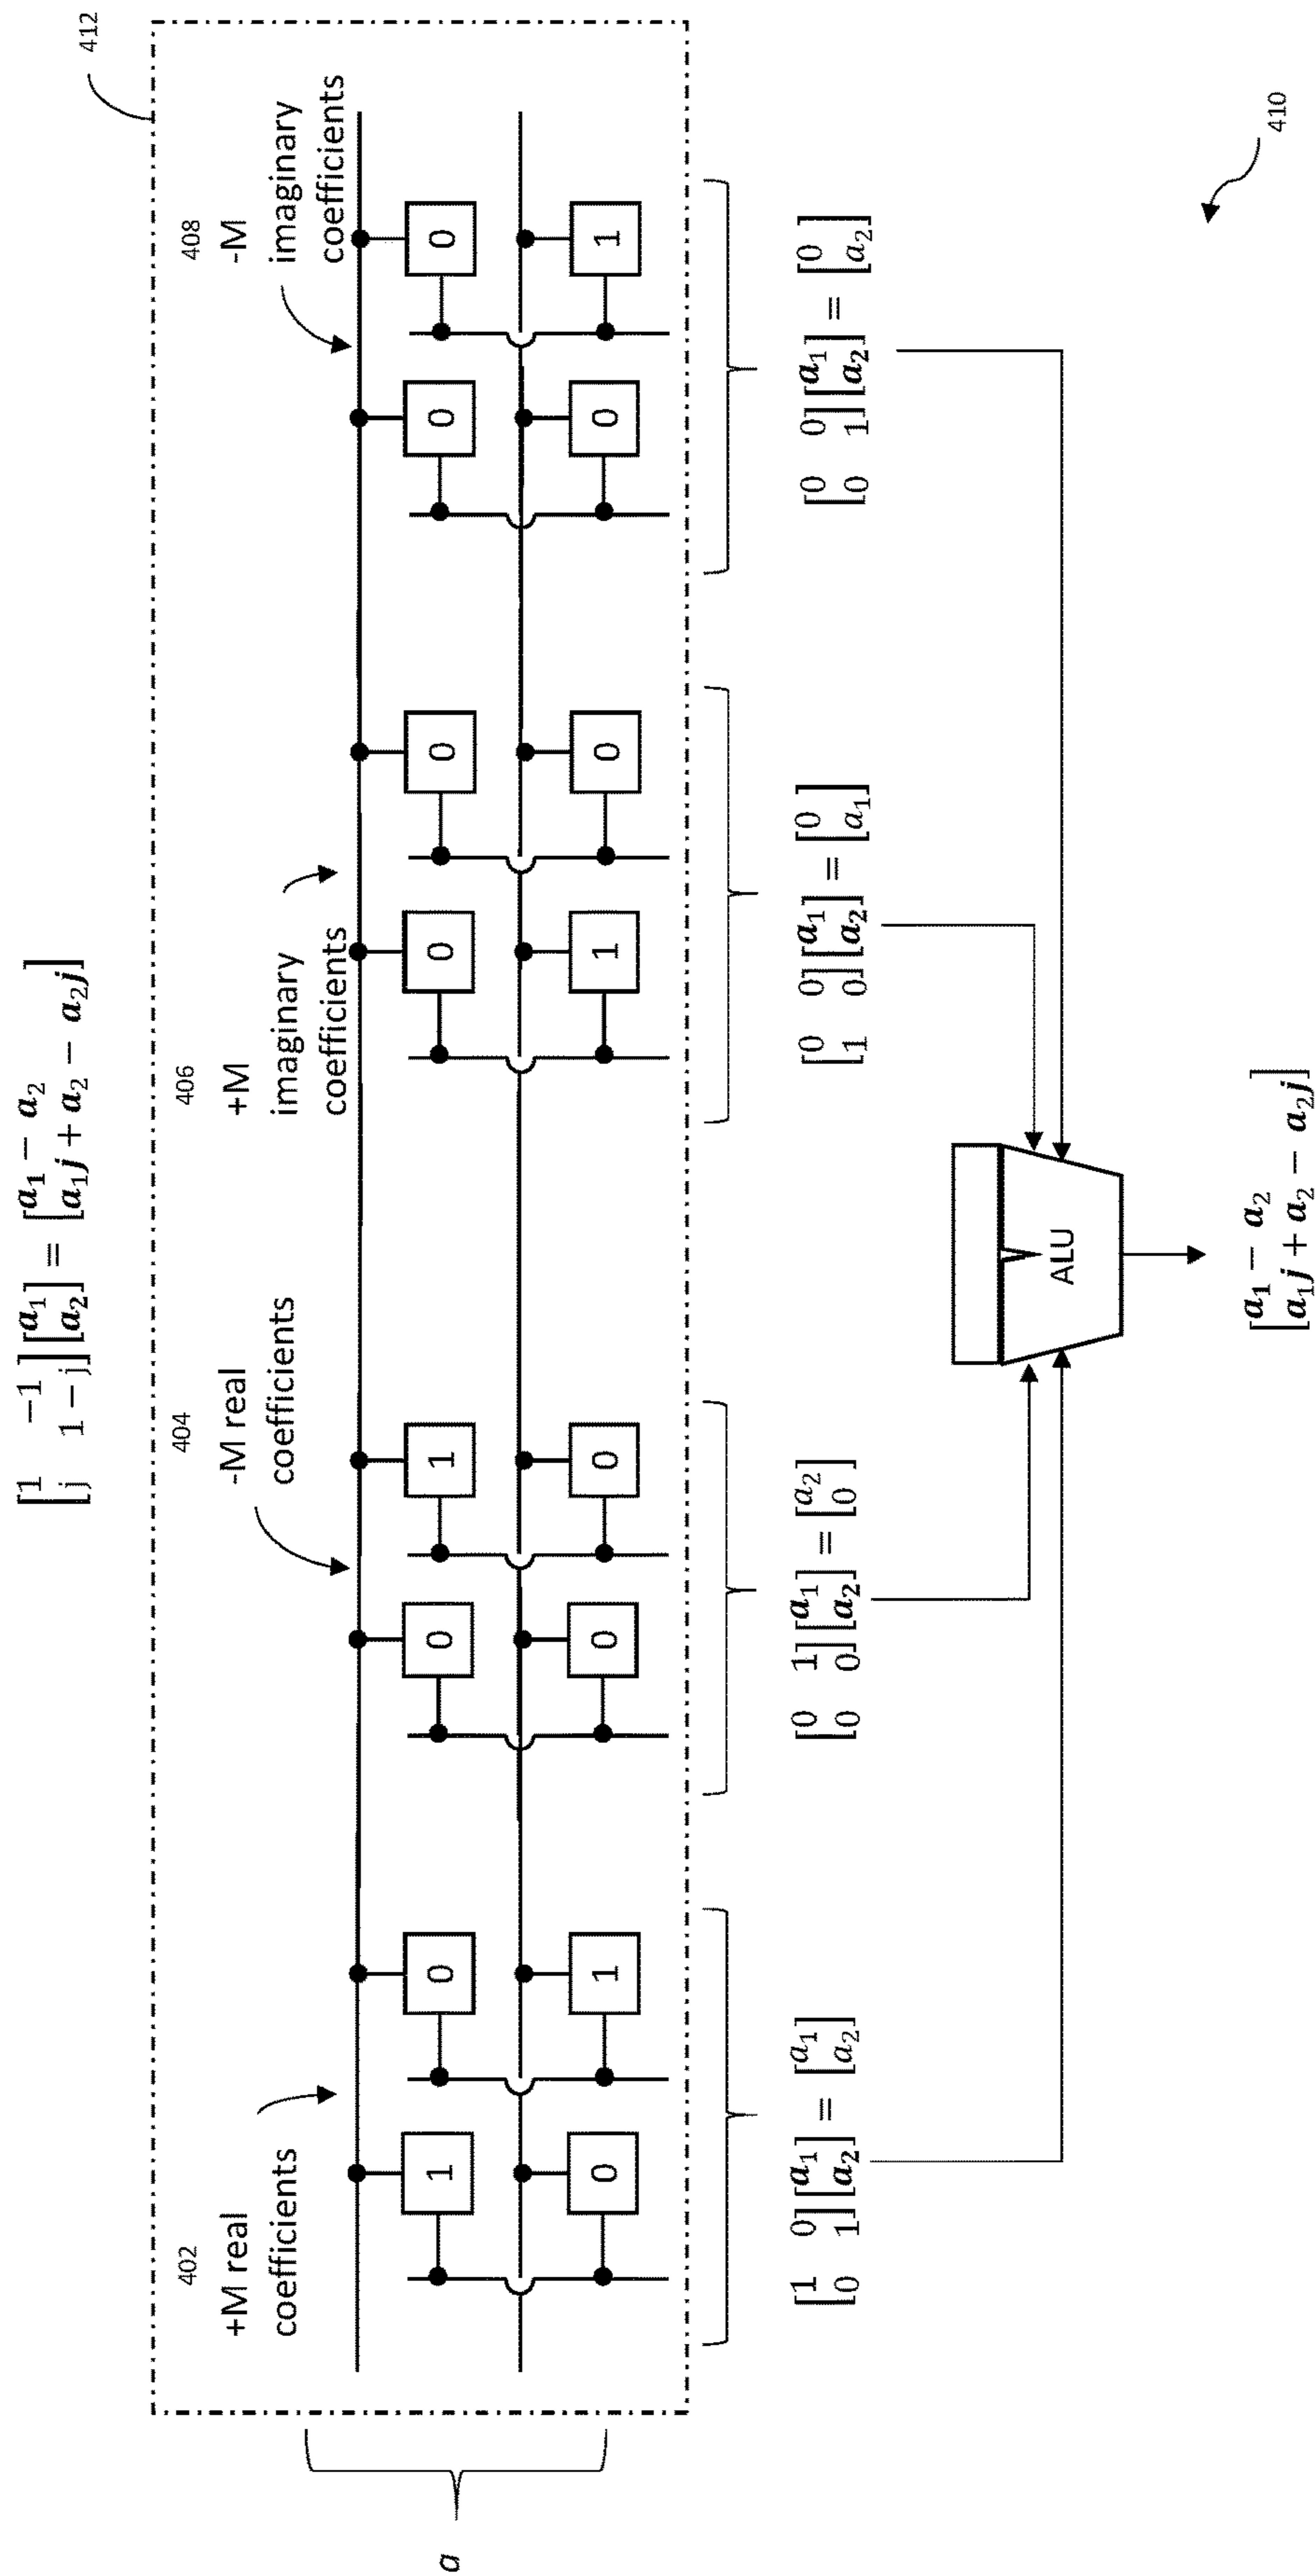 [1 −1; j 1 − j][a₁; a₂] = [a₁ − a₂; a₁j + a₂ − a₂j]
412
402
+M real
coefficients
404
-M real
coefficients
406
+M
imaginary
coefficients
408
-M
imaginary
coefficients
a
1 0 0 1 0 0 0 0
0 1 0 0 1 0 0 1
[1 0; 0 1][a₁; a₂] = [a₁; a₂]
[0 1; 0 0][a₁; a₂] = [a₂; 0]
[0 0; 1 0][a₁; a₂] = [0; a₁]
[0 0; 0 1][a₁; a₂] = [0; a₂]
ALU
[a₁ − a₂; a₁j + a₂ − a₂j]
410